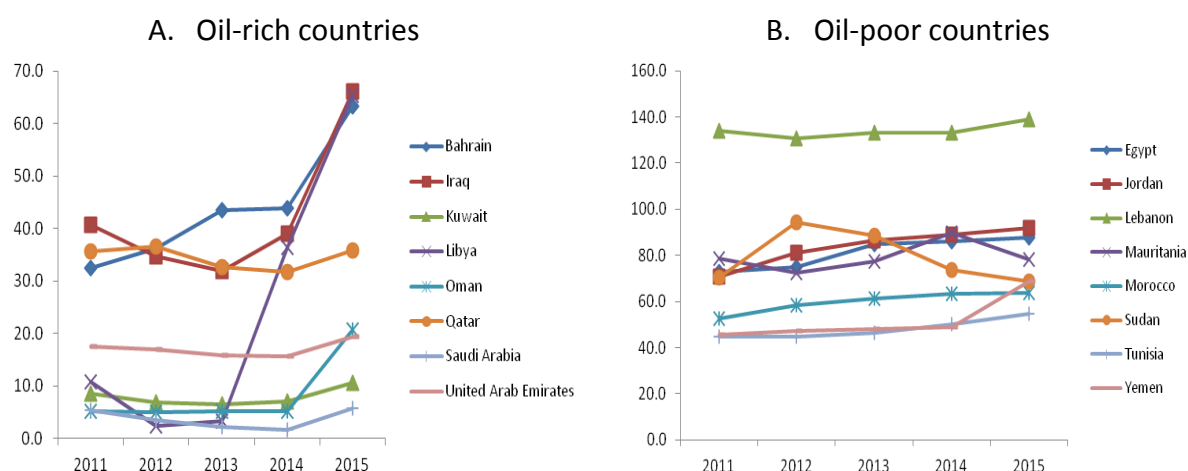 A. Oil-rich countries
70.0
60.0
50.0
40.0
30.0
20.0
10.0
0.0
2011 2012 2013 2014 2015
Bahrain
Iraq
Kuwait
Libya
Oman
Qatar
Saudi Arabia
United Arab Emirates
B. Oil-poor countries
160.0
140.0
120.0
100.0
80.0
60.0
40.0
20.0
0.0
2011 2012 2013 2014 2015
Egypt
Jordan
Lebanon
Mauritania
Morocco
Sudan
Tunisia
Yemen